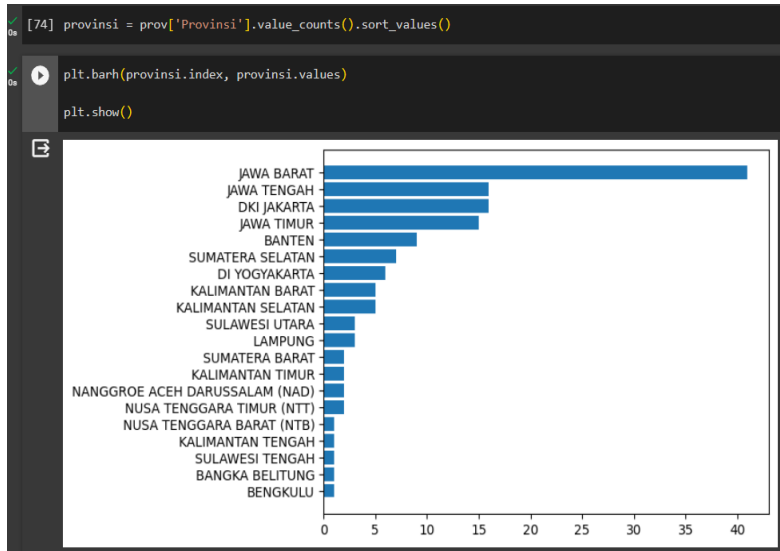 [74] provinsi = prov['Provinsi'].value_counts().sort_values()
0s
plt.barh(provinsi.index, provinsi.values)
0s
plt.show()
JAWA BARAT
JAWA TENGAH
DKI JAKARTA
JAWA TIMUR
BANTEN
SUMATERA SELATAN
DI YOGYAKARTA
KALIMANTAN BARAT
KALIMANTAN SELATAN
SULAWESI UTARA
LAMPUNG
SUMATERA BARAT
KALIMANTAN TIMUR
NANGGROE ACEH DARUSSALAM (NAD)
NUSA TENGGARA TIMUR (NTT)
NUSA TENGGARA BARAT (NTB)
KALIMANTAN TENGAH
SULAWESI TENGAH
BANGKA BELITUNG
BENGKULU
0 5 10 15 20 25 30 35 40